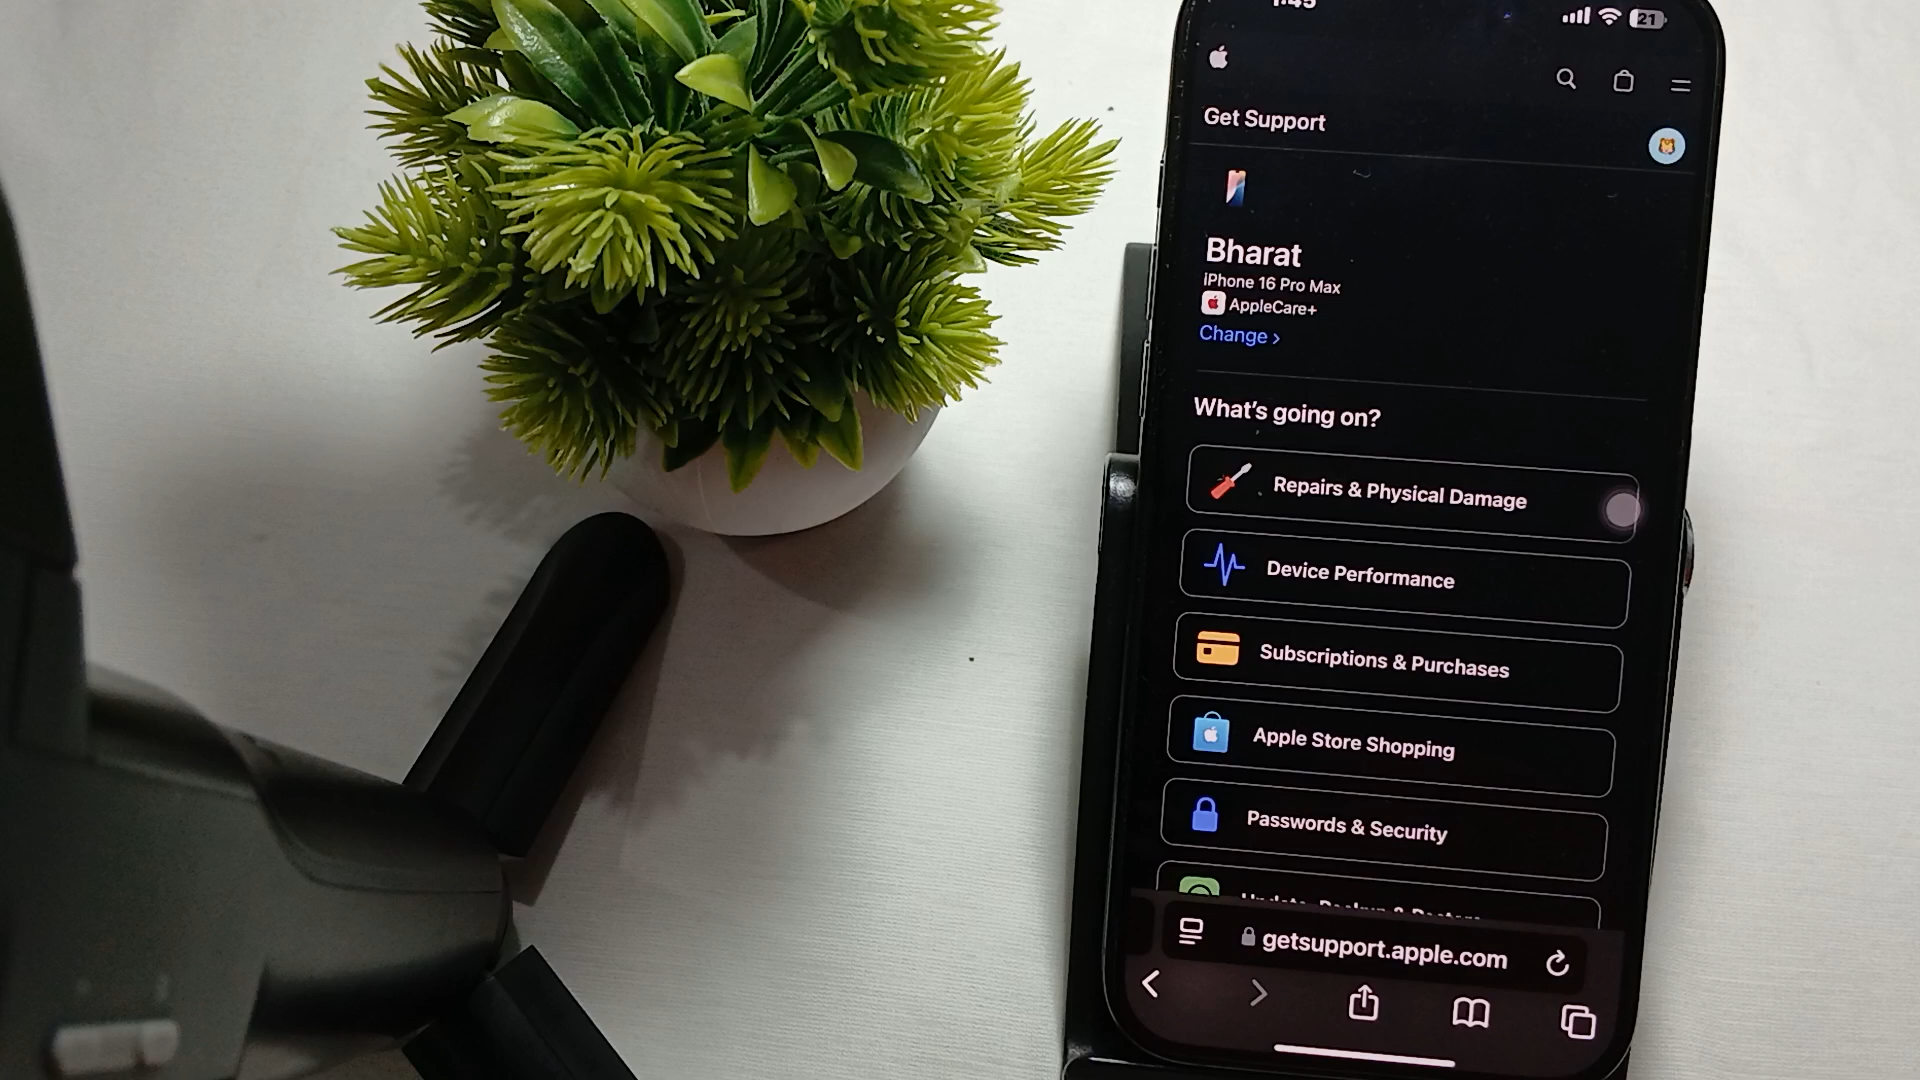 21
Get Support
Bharat
iPhone 16 Pro Max
AppleCare+
Change >
What's going on?
Repairs & Physical Damage
Device Performance
Subscriptions & Purchases
Apple Store Shopping
Passwords & Security
getsupport.apple.com